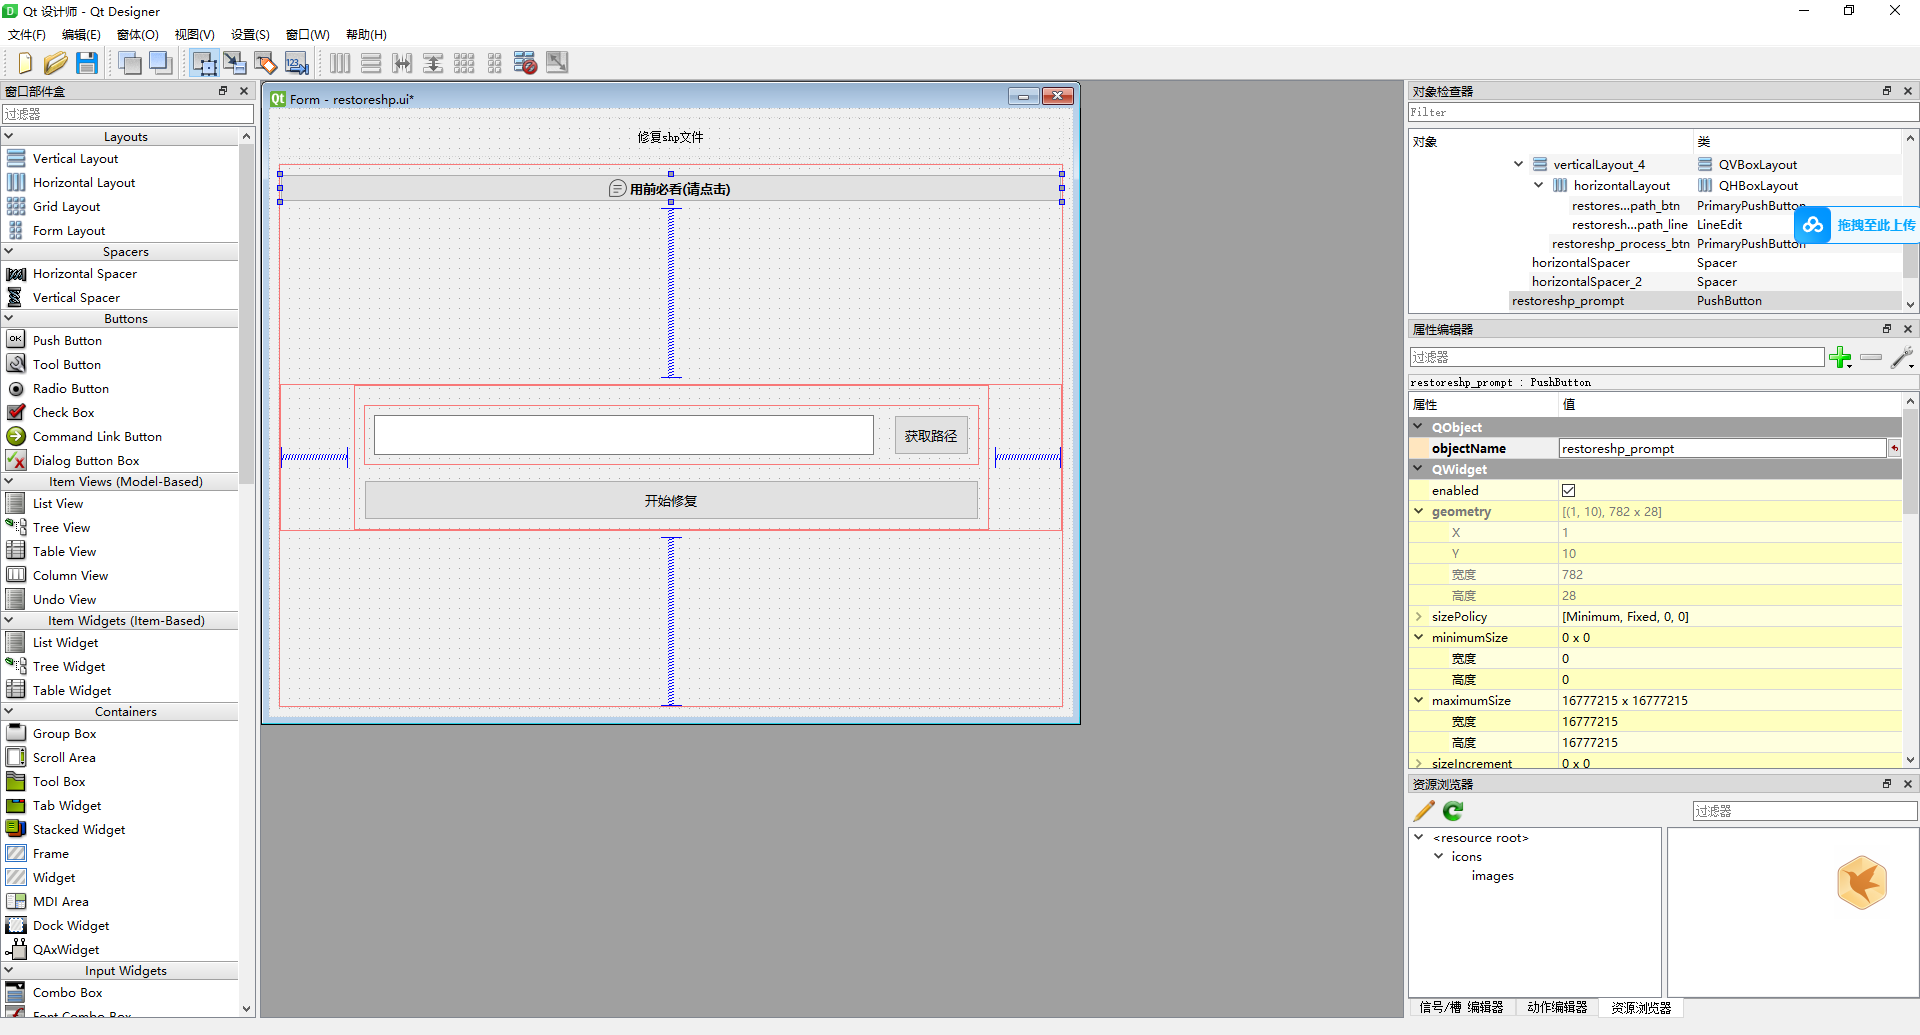 Qt 设计师 - Qt Designer
文件(F) 编辑(E) 窗体(O) 视图(V) 设置(S) 窗口(W) 帮助(H)
窗口部件盒
过滤器
Layouts
Vertical Layout
Horizontal Layout
Grid Layout
Form Layout
Spacers
Horizontal Spacer
Vertical Spacer
Buttons
Push Button
Tool Button
Radio Button
Check Box
Command Link Button
Dialog Button Box
Item Views (Model-Based)
List View
Tree View
Table View
Column View
Undo View
Item Widgets (Item-Based)
List Widget
Tree Widget
Table Widget
Containers
Group Box
Scroll Area
Tool Box
Tab Widget
Stacked Widget
Frame
Widget
MDI Area
Dock Widget
QAxWidget
Input Widgets
Combo Box
Font Combo Box
Form - restoreshp.ui*
修复shp文件
用前必看(请点击)
获取路径
开始修复
对象检查器
Filter
对象 类
verticalLayout_4 QVBoxLayout
horizontalLayout QHBoxLayout
restores...path_btn PrimaryPushButton
restoresh...path_line LineEdit
restoreshp_process_btn PrimaryPushButton
horizontalSpacer Spacer
horizontalSpacer_2 Spacer
restoreshp_prompt PushButton
拖拽至此上传
属性编辑器
过滤器
restoreshp_prompt : PushButton
属性 值
QObject
objectName restoreshp_prompt
QWidget
enabled
geometry [(1, 10), 782 x 28]
X 1
Y 10
宽度 782
高度 28
sizePolicy [Minimum, Fixed, 0, 0]
minimumSize 0 x 0
宽度 0
高度 0
maximumSize 16777215 x 16777215
宽度 16777215
高度 16777215
sizeIncrement 0 x 0
资源浏览器
过滤器
<resource root>
icons
images
信号/槽 编辑器 动作编辑器 资源浏览器